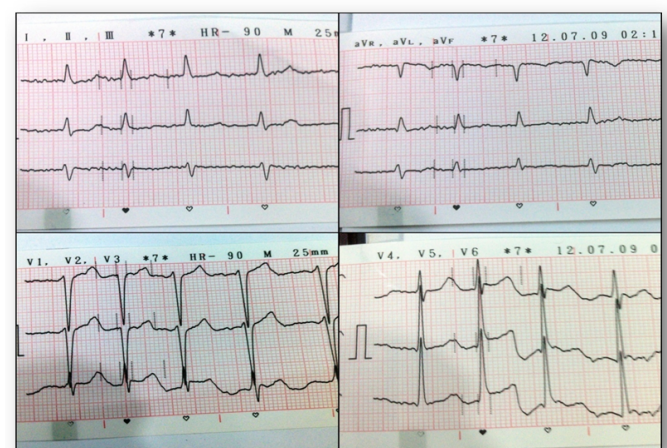 I , II , III *7* HR- 90 M 25m
aVR, aVL, aVF *7* 12.07.09 02:1
V1, V2, V3 *7* HR- 90 M 25mm
V4, V5, V6 *7* 12.07.09 0